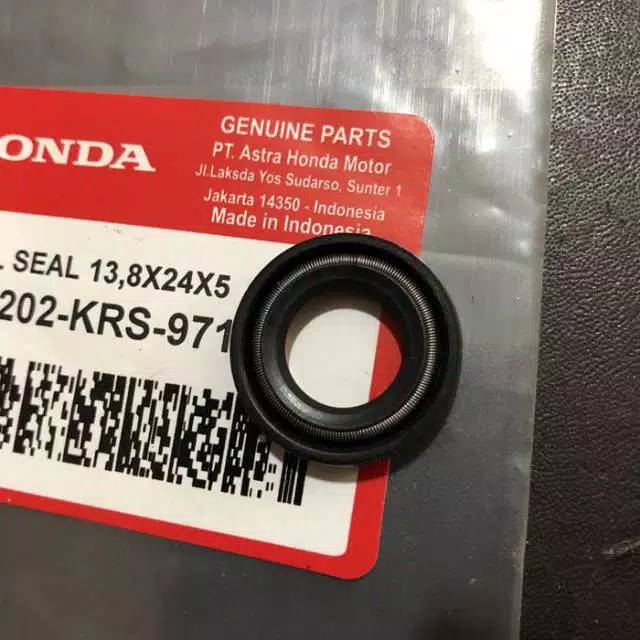 ONDA
GENUINE PARTS
PT. Astra Honda Motor
Jl.Laksda Yos Sudarso, Sunter 1
Jakarta 14350 - Indonesia
Made in Indonesia
L SEAL 13,8X24X5
202-KRS-971